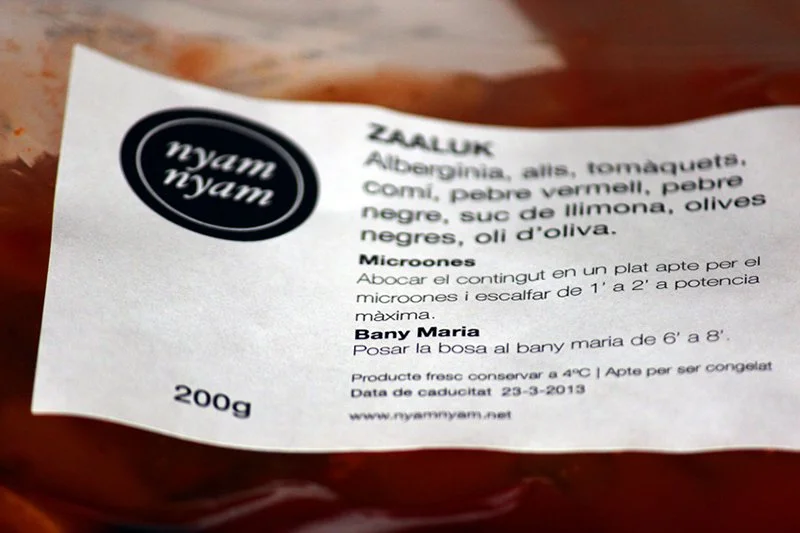 nyam
nyam
ZAALUK
Alberginia, alls, tomàquets,
comí, pebre vermell, pebre
negre, suc de llimona, olives
negres, oli d'oliva.
Microones
Abocar el contingut en un plat apte per el
microones i escalfar de 1' a 2' a potencia
màxima.
Bany Maria
Posar la bosa al bany maria de 6' a 8'.
200g
Producte fresc conservar a 4ºC | Apte per ser congelat
Data de caducitat 23-3-2013
www.nyamnyam.net